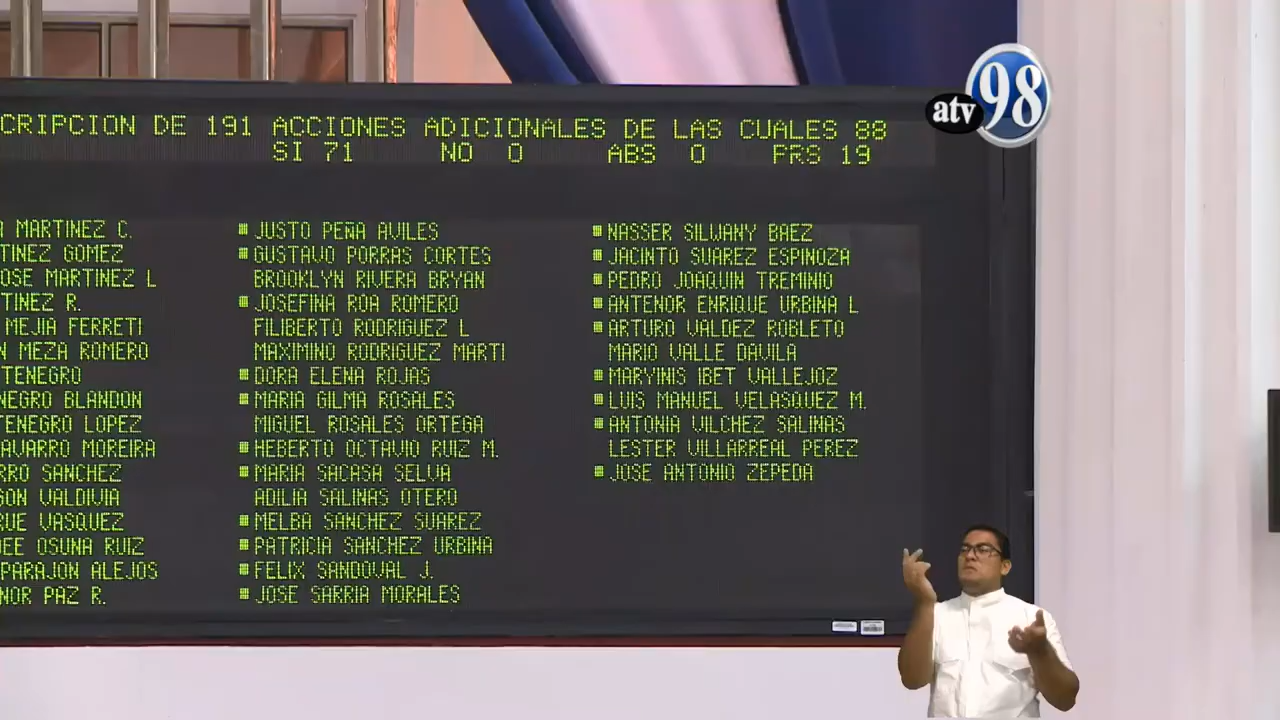 CRIPCION DE 191 ACCIONES ADICIONALES DE LAS CUALES 88
SI 71 NO 0 ABS 0 PRS 19
A MARTINEZ C.
TINEZ GOMEZ
OSE MARTINEZ L
TINEZ R.
MEJIA FERRETI
N MEZA ROMERO
TENEGRO
NEGRO BLANDON
TENEGRO LOPEZ
AVARRO MOREIRA
RRO SANCHEZ
SON VALDIVIA
RUE VASQUEZ
DEE OSUNA RUIZ
PARAJON ALEJOS
NOR PAZ R.
JUSTO PEÑA AVILES
GUSTAVO PORRAS CORTES
BROOKLYN RIVERA BRYAN
JOSEFINA ROA ROMERO
FILIBERTO RODRIGUEZ L
MAXIMINO RODRIGUEZ MARTI
DORA ELENA ROJAS
MARIA GILMA ROSALES
MIGUEL ROSALES ORTEGA
HEBERTO OCTAVIO RUIZ M.
MARIA SACASA SELVA
ADILIA SALINAS OTERO
MELBA SANCHEZ SUAREZ
PATRICIA SANCHEZ URBINA
FELIX SANDOVAL J.
JOSE SARRIA MORALES
NASSER SILWANY BAEZ
JACINTO SUAREZ ESPINOZA
PEDRO JOAQUIN TREMINIO
ANTENOR ENRIQUE URBINA L
ARTURO VALDEZ ROBLETO
MARIO VALLE DAVILA
MARYINIS IBET VALLEJOZ
LUIS MANUEL VELASQUEZ M.
ANTONIA VILCHEZ SALINAS
LESTER VILLARREAL PEREZ
JOSE ANTONIO ZEPEDA
atv 98